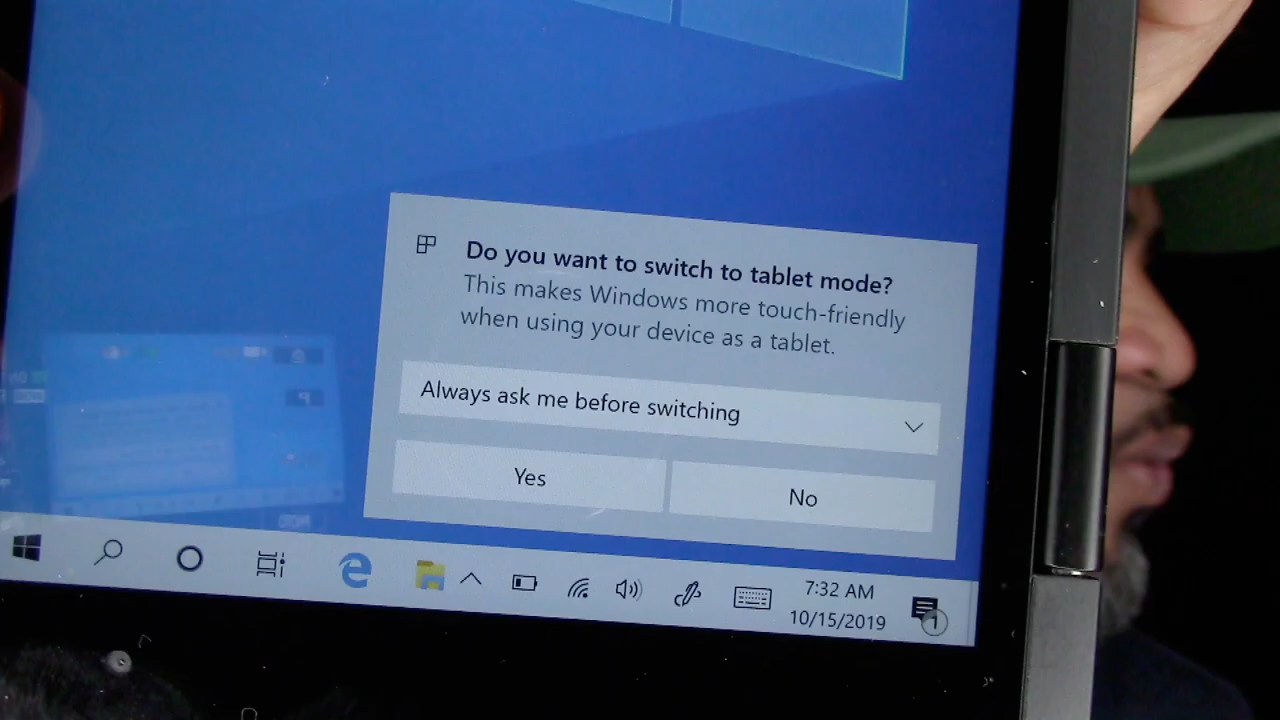 Do you want to switch to tablet mode?
This makes Windows more touch-friendly
when using your device as a tablet.
Always ask me before switching
Yes
No
7:32 AM
10/15/2019
1